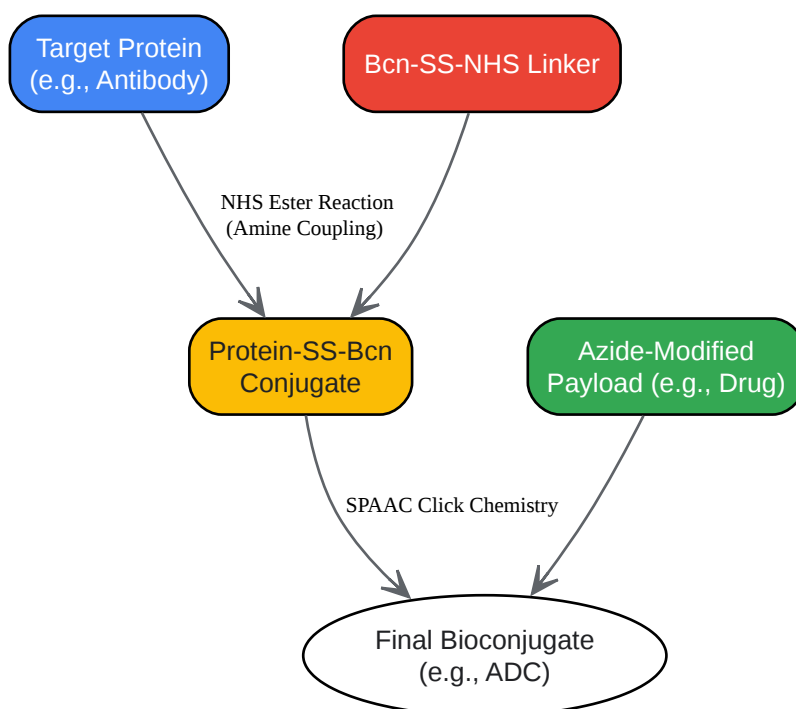 Target Protein
(e.g., Antibody)
Bcn-SS-NHS Linker
NHS Ester Reaction
(Amine Coupling)
Protein-SS-Bcn
Conjugate
Azide-Modified
Payload (e.g., Drug)
SPAAC Click Chemistry
Final Bioconjugate
(e.g., ADC)